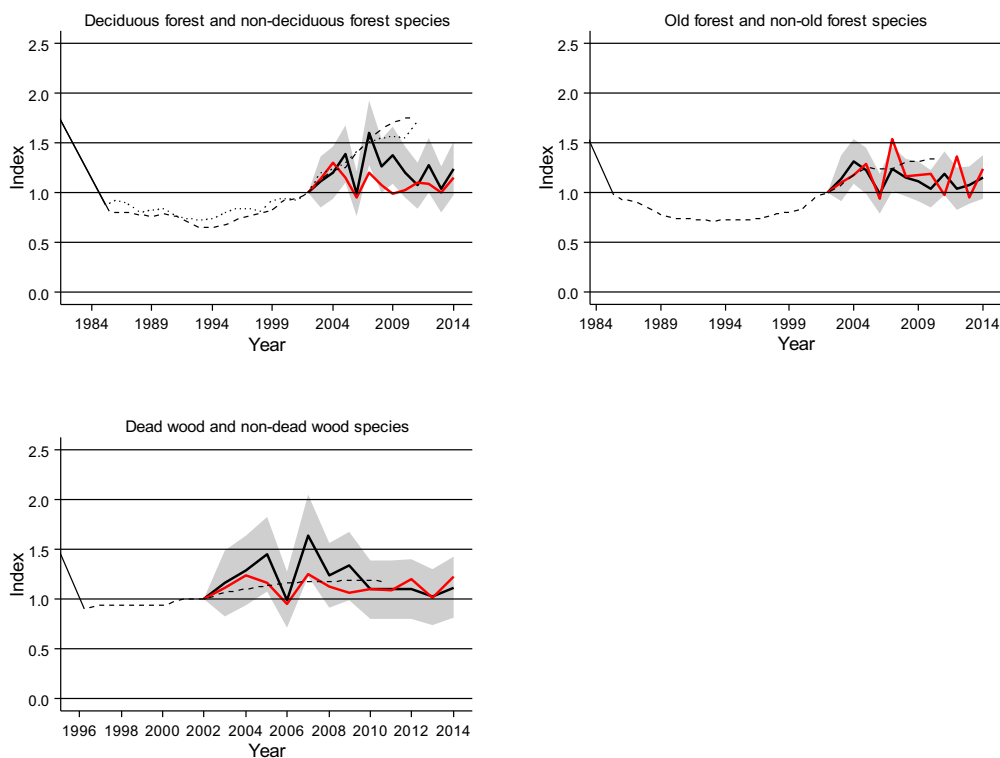 Deciduous forest and non-deciduous forest species
2.5
2.0
1.5
1.0
0.5
0.0
Index
1984 1989 1994 1999 2004 2009 2014
Year
Old forest and non-old forest species
2.5
2.0
1.5
1.0
0.5
0.0
Index
1984 1989 1994 1999 2004 2009 2014
Year
Dead wood and non-dead wood species
2.5
2.0
1.5
1.0
0.5
0.0
Index
1996 1998 2000 2002 2004 2006 2008 2010 2012 2014
Year